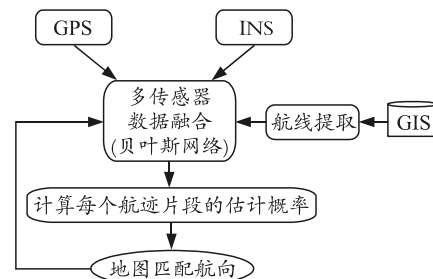 GPS
INS
多传感器
数据融合
(贝叶斯网络)
航线提取
GIS
计算每个航迹片段的估计概率
地图匹配航向